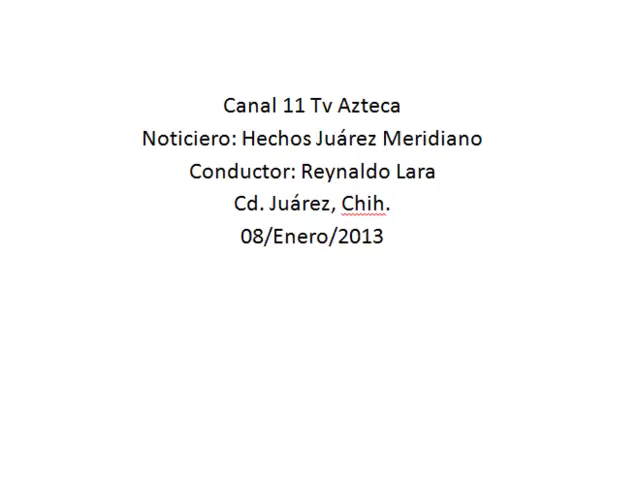 Canal 11 Tv Azteca
Noticiero: Hechos Juárez Meridiano
Conductor: Reynaldo Lara
Cd. Juárez, Chih.
08/Enero/2013